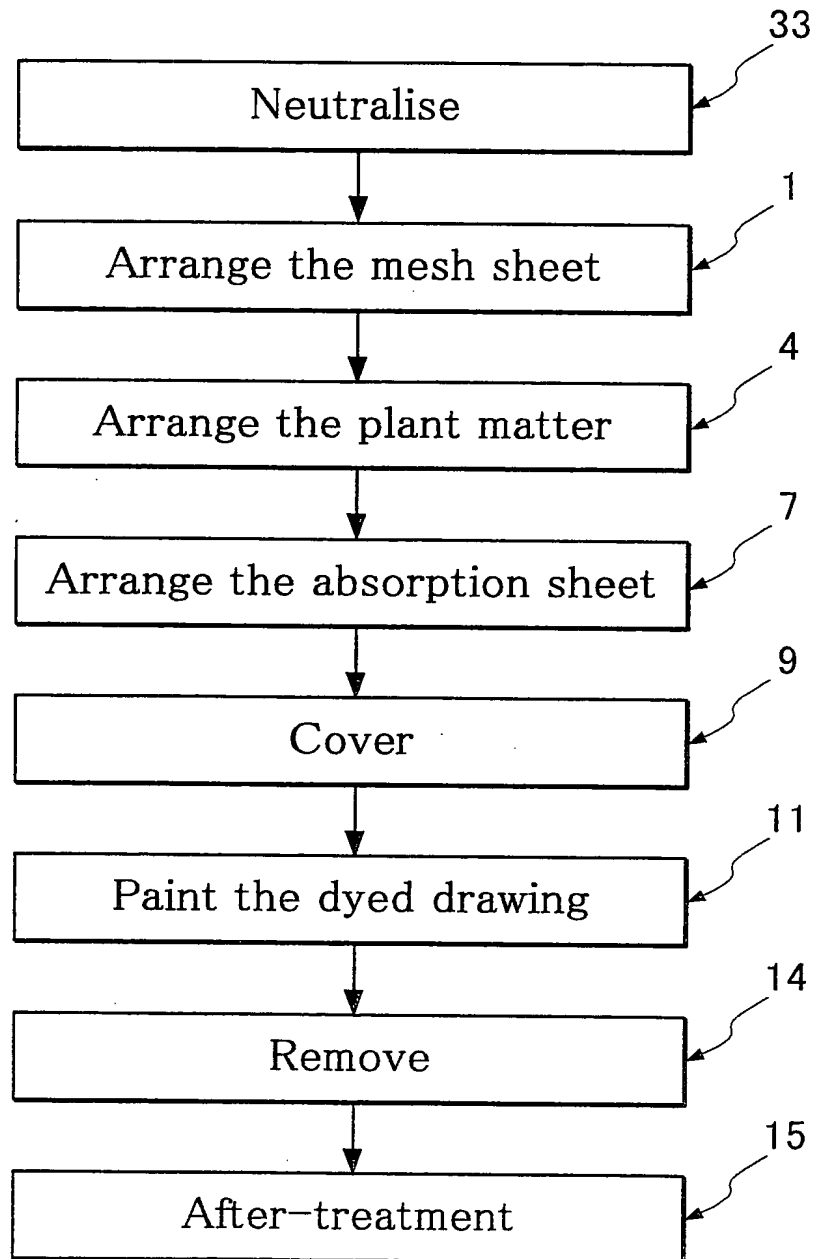 33
Neutralise
1
Arrange the mesh sheet
4
Arrange the plant matter
7
Arrange the absorption sheet
9
Cover
11
Paint the dyed drawing
14
Remove
15
After-treatment